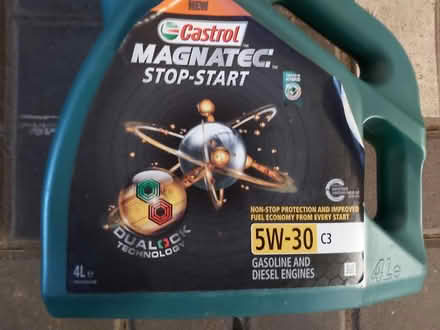 NEW
Castrol
MAGNATEC
STOP-START
DUALOCK
TECHNOLOGY
NON-STOP PROTECTION AND IMPROVED
FUEL ECONOMY FROM EVERY START
5W-30 C3
GASOLINE AND
DIESEL ENGINES
4L e
4L e